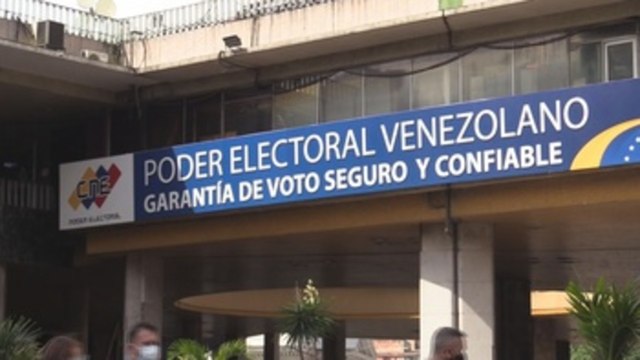 CNE
PODER ELECTORAL
PODER ELECTORAL VENEZOLANO
GARANTÍA DE VOTO SEGURO Y CONFIABLE